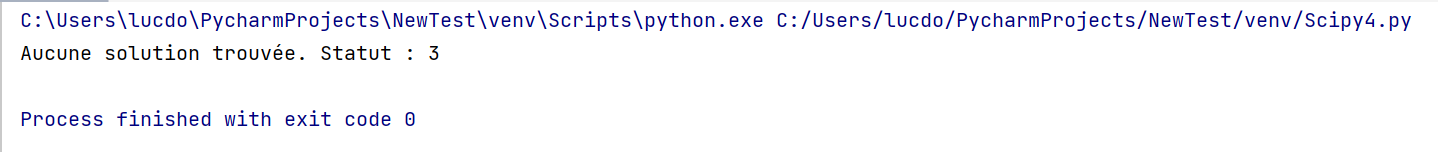 C:\Users\lucdo\PycharmProjects\NewTest\venv\Scripts\python.exe C:/Users/lucdo/PycharmProjects/NewTest/venv/Scipy4.py
Aucune solution trouvée. Statut : 3
Process finished with exit code 0